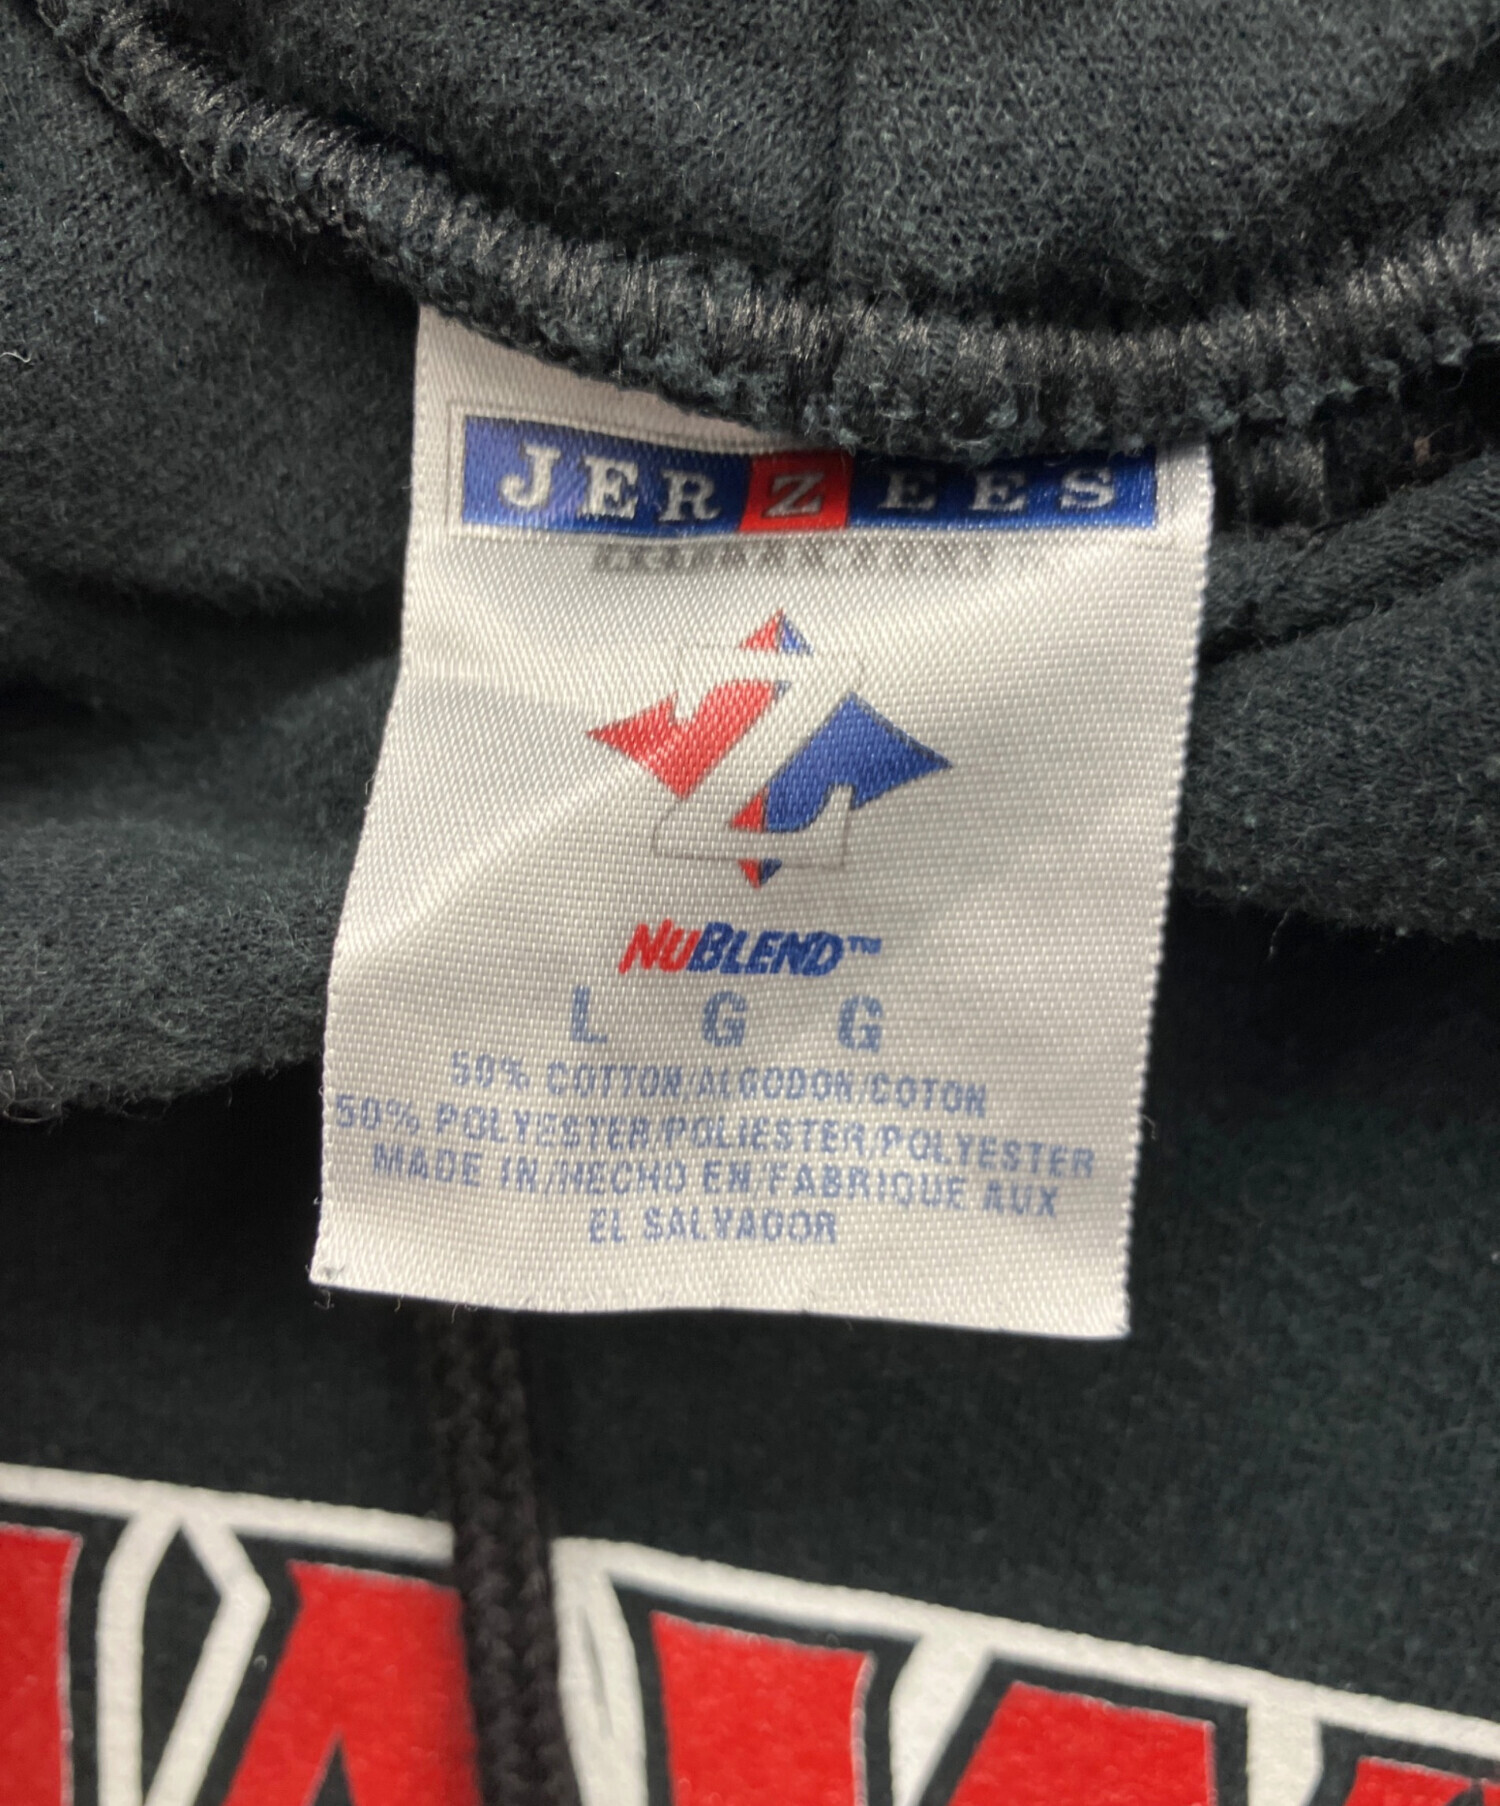 JERZEES
NUBLEND™
L G G
50% COTTON/ALGODON/COTON
50% POLYESTER/POLIESTER/POLYESTER
MADE IN/HECHO EN/FABRIQUE AUX
EL SALVADOR